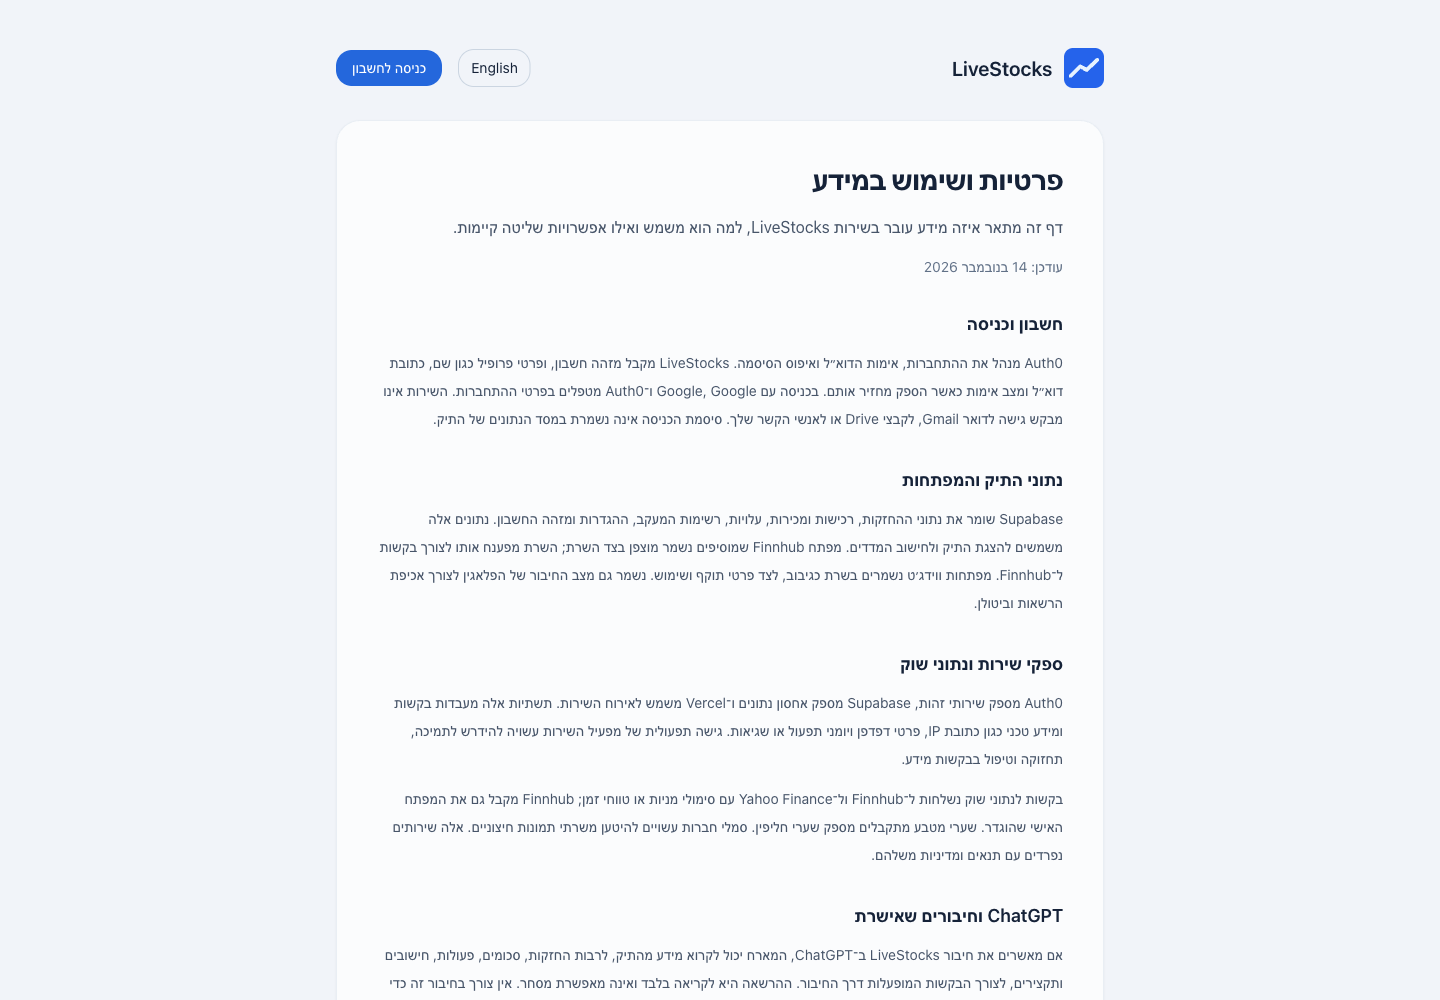 LiveStocks
English
כניסה לחשבון
פרטיות ושימוש במידע
דף זה מתאר איזה מידע עובר בשירות LiveStocks, למה הוא משמש ואילו אפשרויות שליטה קיימות.
עודכן: 14 בנובמבר 2026
חשבון וכניסה
Auth0 מנהל את ההתחברות, אימות הדוא״ל ואיפוס הסיסמה. LiveStocks מקבל מזהה חשבון, ופרטי פרופיל כגון שם, כתובת
דוא״ל ומצב אימות כאשר הספק מחזיר אותם. בכניסה עם Google, Google ו־Auth0 מטפלים בפרטי ההתחברות. השירות אינו
מבקש גישה לדואר Gmail, לקבצי Drive או לאנשי הקשר שלך. סיסמת הכניסה אינה נשמרת במסד הנתונים של התיק.
נתוני התיק והמפתחות
Supabase שומר את נתוני ההחזקות, רכישות ומכירות, עלויות, רשימות המעקב, ההגדרות ומזהה החשבון. נתונים אלה
משמשים להצגת התיק ולחישוב המדדים. מפתח Finnhub שמוסיפים נשמר מוצפן בצד השרת; השרת מפענח אותו לצורך בקשות
ל־Finnhub. מפתחות ווידג׳ט נשמרים בשרת כגיבוב, לצד פרטי תוקף ושימוש. נשמר גם מצב החיבור של הפלאגין לצורך אכיפת
הרשאות וביטולן.
ספקי שירות ונתוני שוק
Auth0 מספק שירותי זהות, Supabase מספק אחסון נתונים ו־Vercel משמש לאירוח השירות. תשתיות אלה מעבדות בקשות
ומידע טכני כגון כתובת IP, פרטי דפדפן ויומני תפעול או שגיאות. גישה תפעולית של מפעיל השירות עשויה להידרש לתמיכה,
תחזוקה וטיפול בבקשות מידע.
בקשות לנתוני שוק נשלחות ל־Finnhub ול־Yahoo Finance עם סימולי מניות או טווחי זמן; Finnhub מקבל גם את המפתח
האישי שהוגדר. שערי מטבע מתקבלים מספק שערי חליפין. סמלי חברות עשויים להיטען משרתי תמונות חיצוניים. אלה שירותים
נפרדים עם תנאים ומדיניות משלהם.
ChatGPT וחיבורים שאישרת
אם מאשרים את חיבור LiveStocks ב־ChatGPT, המארח יכול לקרוא מידע מהתיק, לרבות החזקות, סכומים, פעולות, חישובים
ותקצירים, לצורך הבקשות המופעלות דרך החיבור. ההרשאה היא לקריאה בלבד ואינה מאפשרת מסחר. אין צורך בחיבור זה כדי